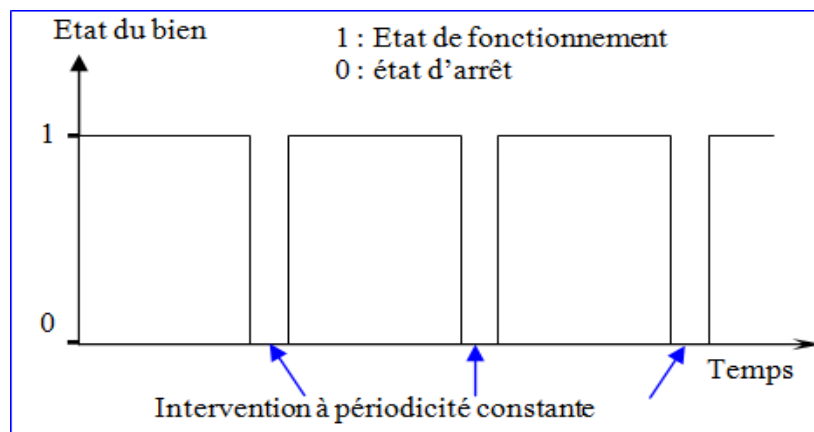 Etat du bien
1 : Etat de fonctionnement
0 : état d'arrêt
1
0
Temps
Intervention à périodicité constante